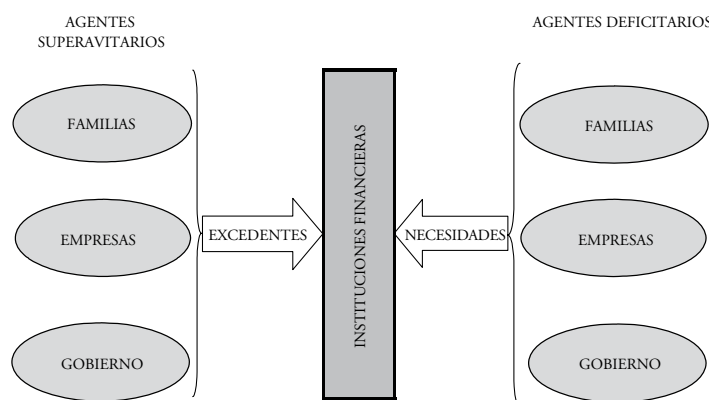 AGENTES
SUPERAVITARIOS
AGENTES DEFICITARIOS
FAMILIAS
EMPRESAS
GOBIERNO
EXCEDENTES
INSTITUCIONES FINANCIERAS
NECESIDADES
FAMILIAS
EMPRESAS
GOBIERNO